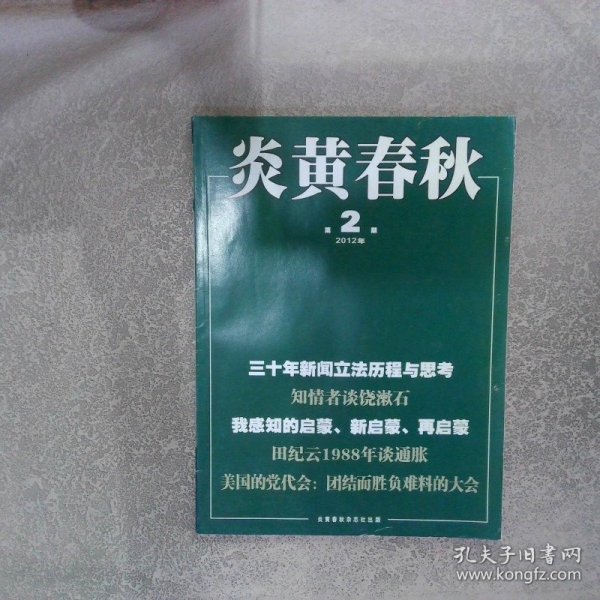 炎黄春秋
第2期
2012年
三十年新闻立法历程与思考
知情者谈饶漱石
我感知的启蒙、新启蒙、再启蒙
田纪云1988年谈通胀
美国的党代会：团结而胜负难料的大会
炎黄春秋杂志社出版
孔夫子旧书网
www.kongfz.com